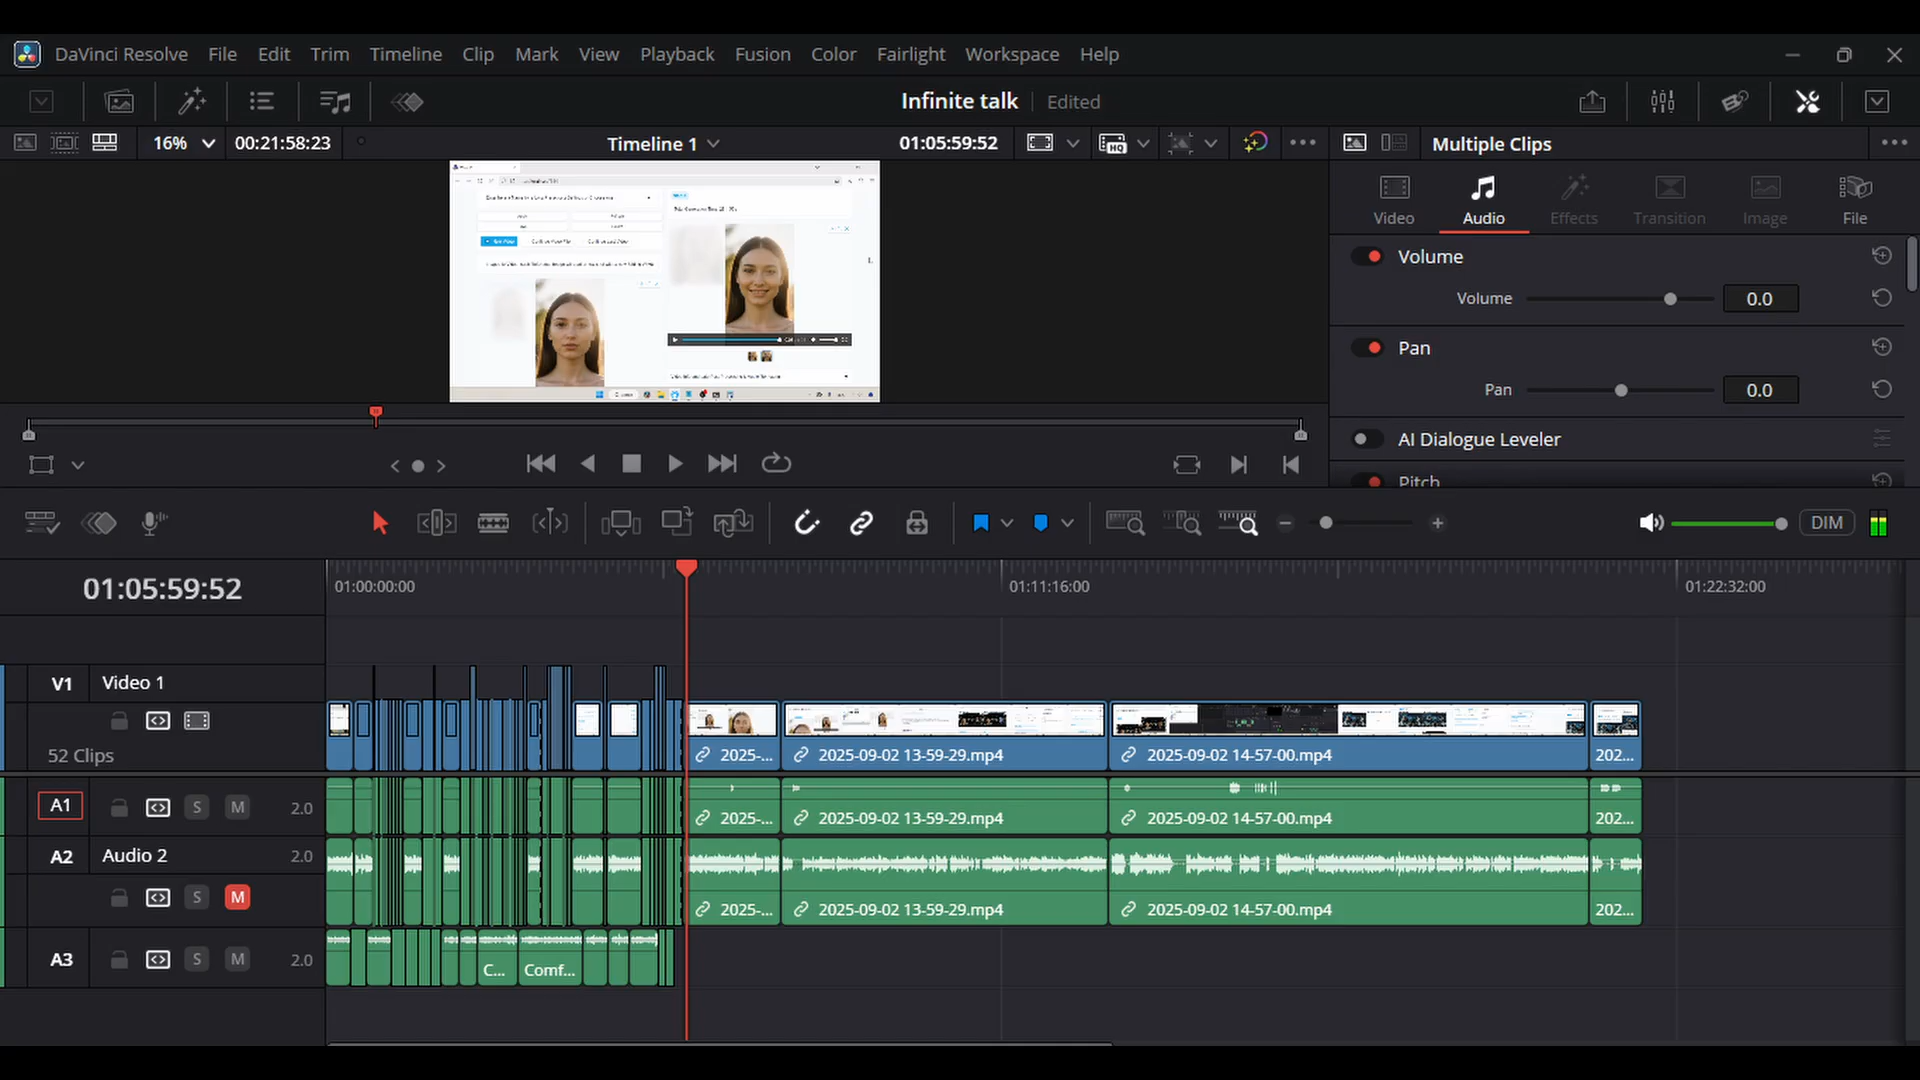 DaVinci Resolve File Edit Trim Timeline Clip Mark View Playback Fusion Color Fairlight Workspace Help
Infinite talk Edited
16% 00:21:58:23 Timeline 1 01:05:59:52 HQ Multiple Clips
Video Audio Effects Transition Image File
Volume
Volume 0.0
Pan
Pan 0.0
AI Dialogue Leveler
Pitch
DIM
01:05:59:52 01:00:00:00 01:11:16:00 01:22:32:00
V1 Video 1
52 Clips
2025-... 2025-09-02 13-59-29.mp4 2025-09-02 14-57-00.mp4 202...
A1 S M 2.0
2025-... 2025-09-02 13-59-29.mp4 2025-09-02 14-57-00.mp4 202...
A2 Audio 2 2.0
S M
2025-... 2025-09-02 13-59-29.mp4 2025-09-02 14-57-00.mp4 202...
A3 S M 2.0
C... Comf...